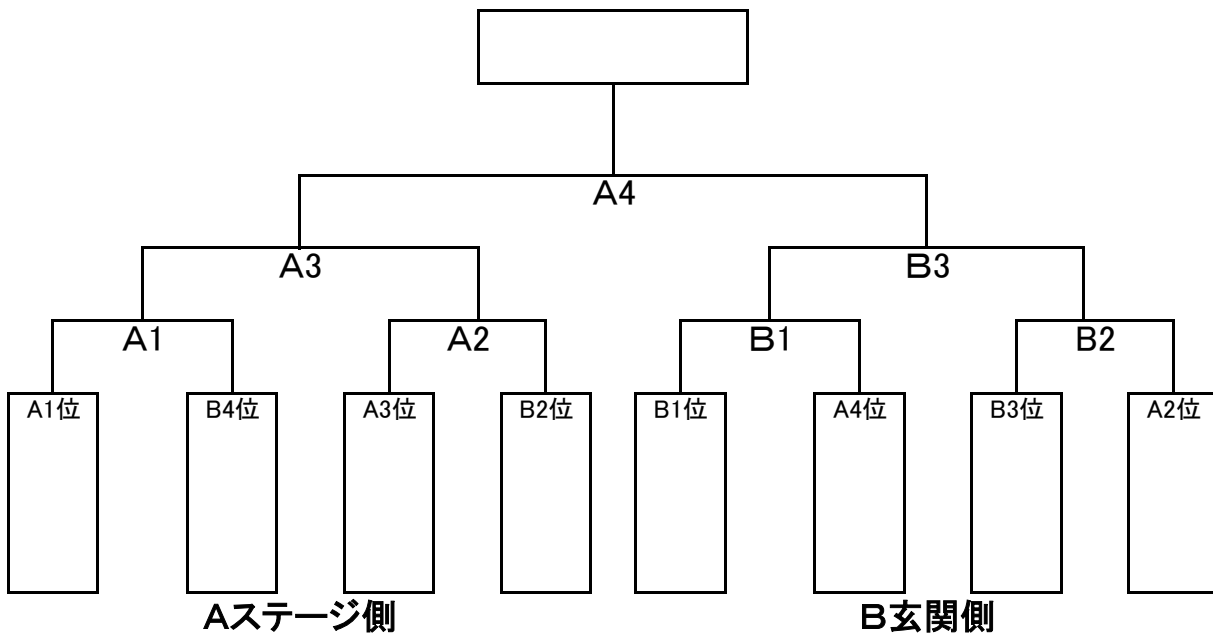 A4
A3
B3
A1
A2
B1
B2
A1位
B4位
A3位
B2位
B1位
A4位
B3位
A2位
Aステージ側
B玄関側